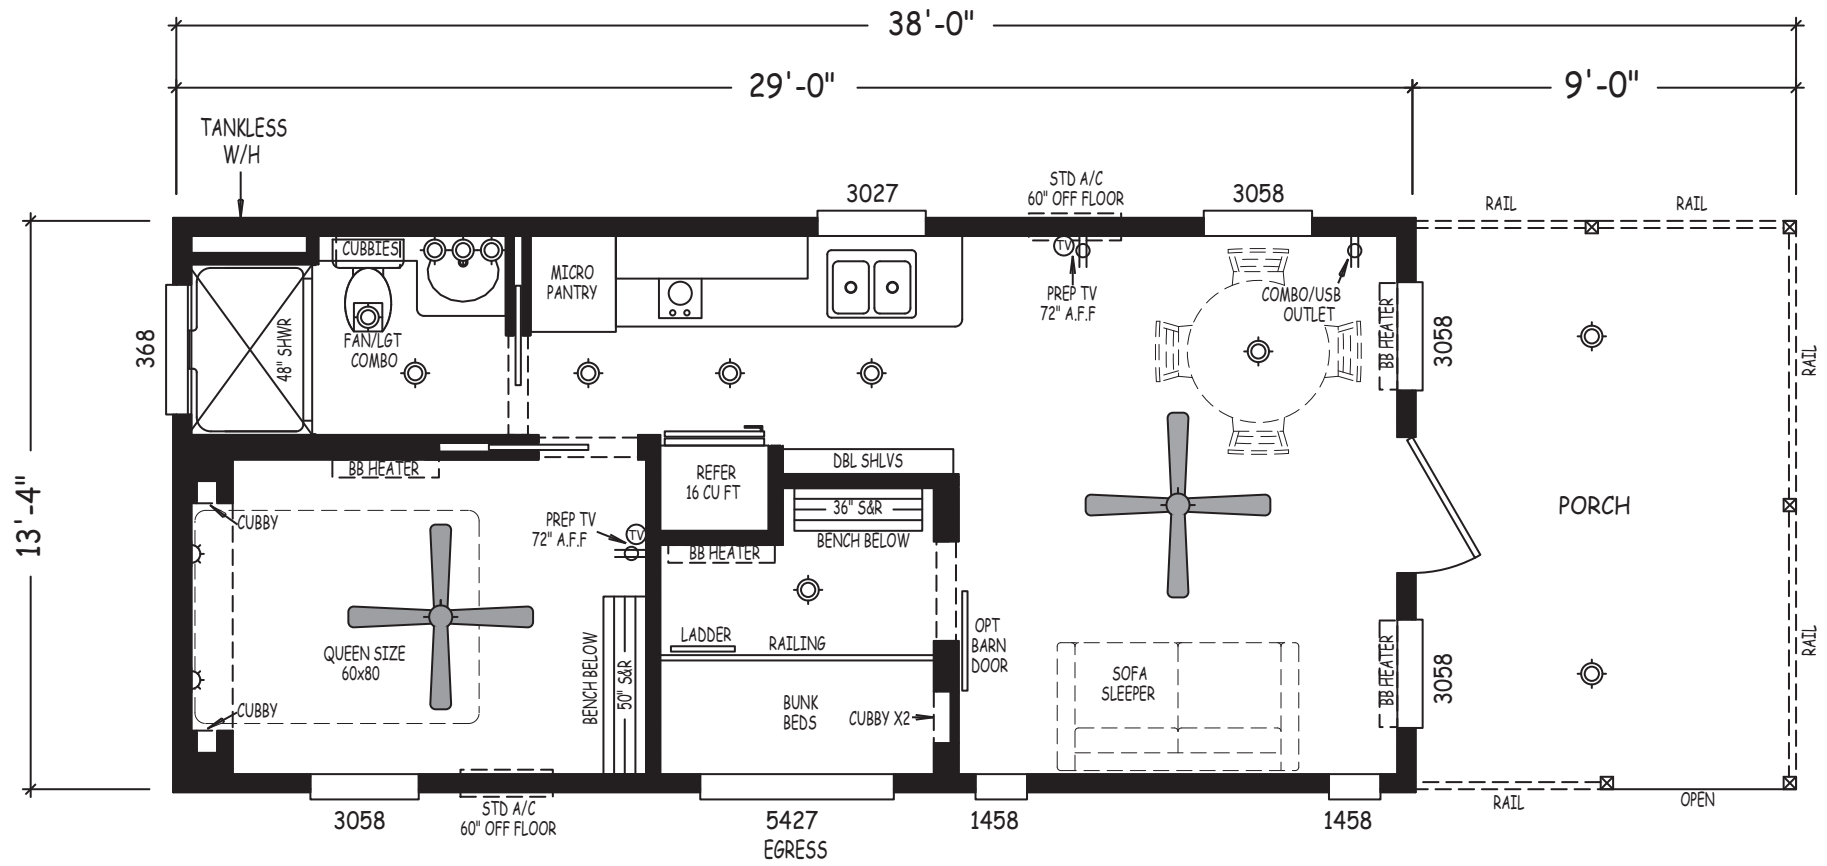 38'-0"
29'-0"
9'-0"
TANKLESS
W/H
3027
STD A/C
60" OFF FLOOR
3058
RAIL
RAIL
CUBBIES
MICRO
PANTRY
TV
PREP TV
72" A.F.F
COMBO/USB
OUTLET
368
48" SHWR
FAN/LGT
COMBO
BB HEATER
3058
RAIL
13'-4"
BB HEATER
REFER
16 CU FT
DBL SHLVS
36" S&R
BENCH BELOW
PORCH
CUBBY
PREP TV
72" A.F.F
TV
BB HEATER
LADDER
RAILING
OPT
BARN
DOOR
QUEEN SIZE
60x80
BENCH BELOW
50" S&R
CUBBY
BUNK
BEDS
CUBBY X2
SOFA
SLEEPER
BB HEATER
3058
RAIL
3058
STD A/C
60" OFF FLOOR
5427
EGRESS
1458
1458
RAIL
OPEN